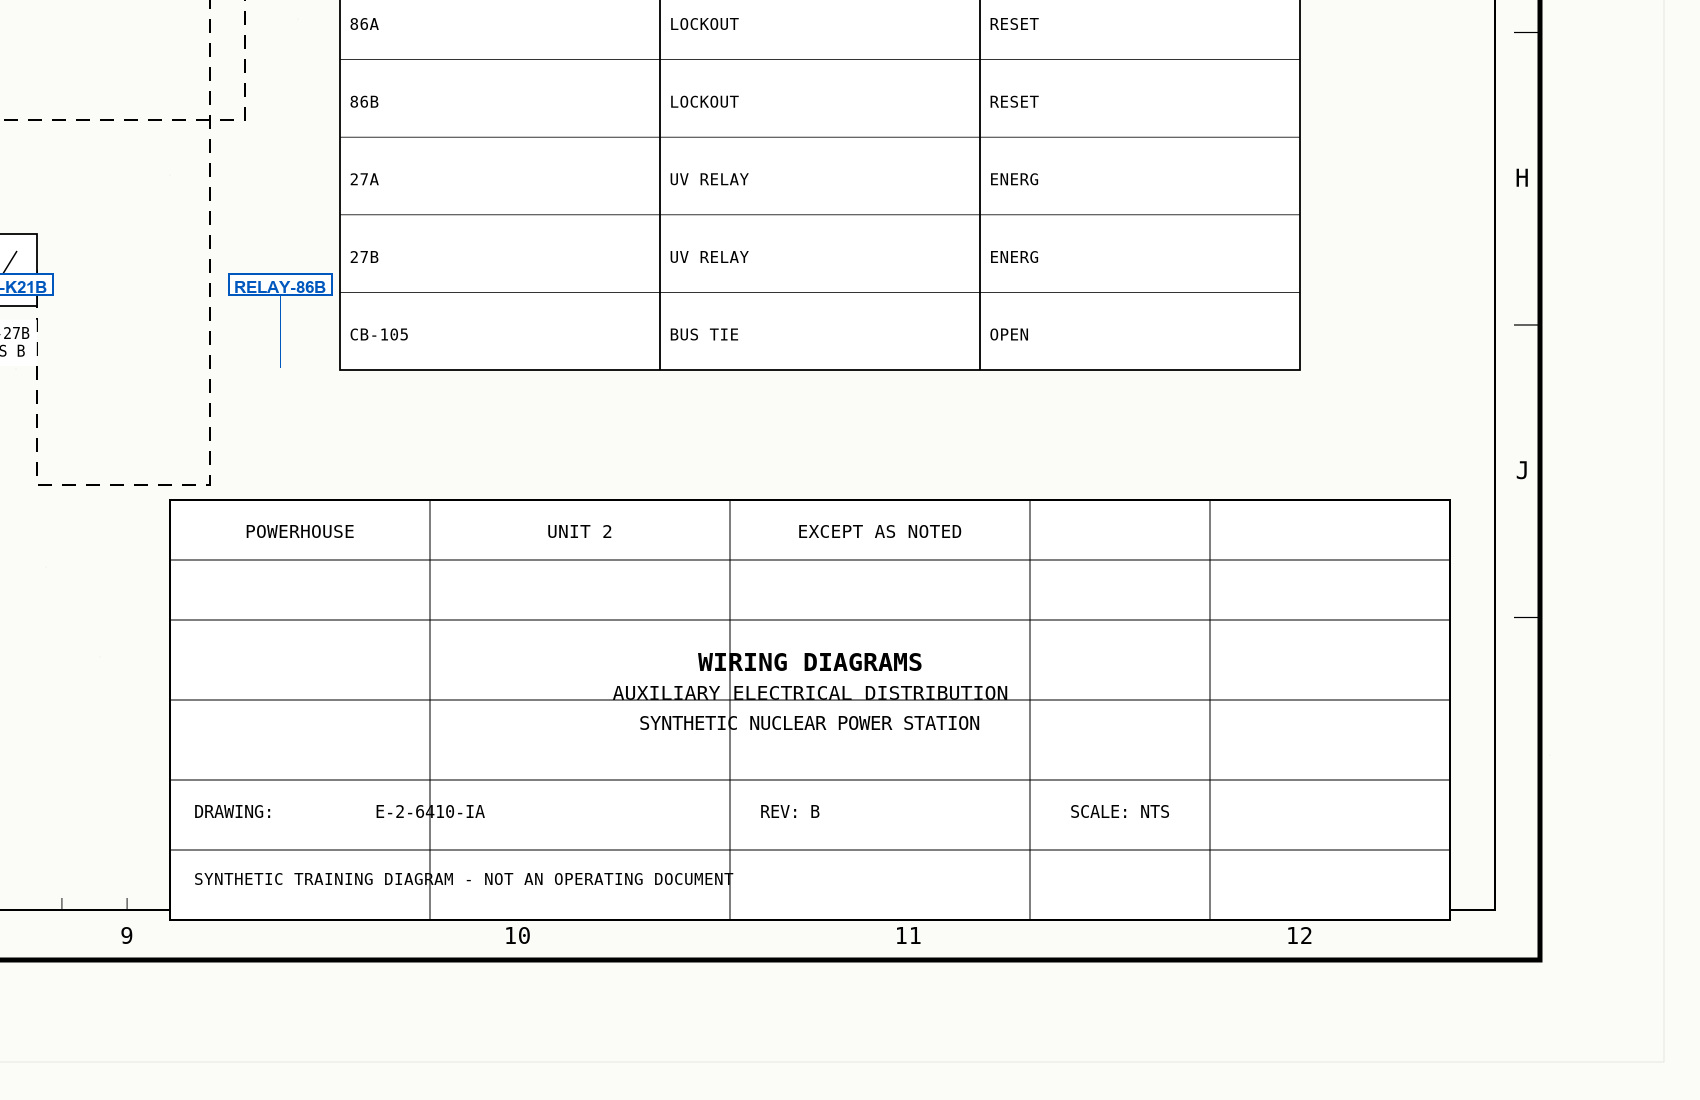 86A LOCKOUT RESET
86B LOCKOUT RESET
27A UV RELAY ENERG
27B UV RELAY ENERG
-K21B
RELAY-86B
-27B
S B
CB-105 BUS TIE OPEN
H
J
POWERHOUSE UNIT 2 EXCEPT AS NOTED
WIRING DIAGRAMS
AUXILIARY ELECTRICAL DISTRIBUTION
SYNTHETIC NUCLEAR POWER STATION
DRAWING: E-2-6410-IA REV: B SCALE: NTS
SYNTHETIC TRAINING DIAGRAM - NOT AN OPERATING DOCUMENT
9 10 11 12